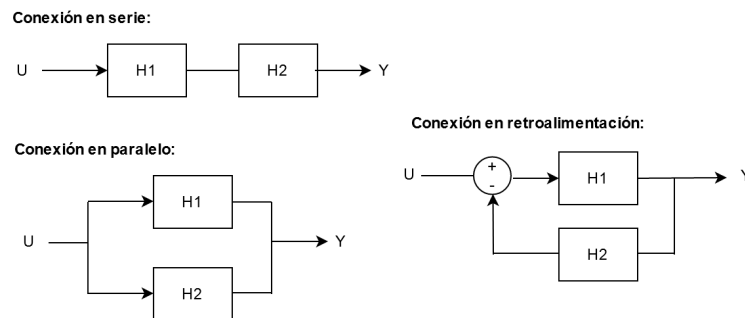 Conexión en serie:
U H1 H2 Y
Conexión en paralelo:
H1
U Y
H2
Conexión en retroalimentación:
U + H1 Y
-
H2